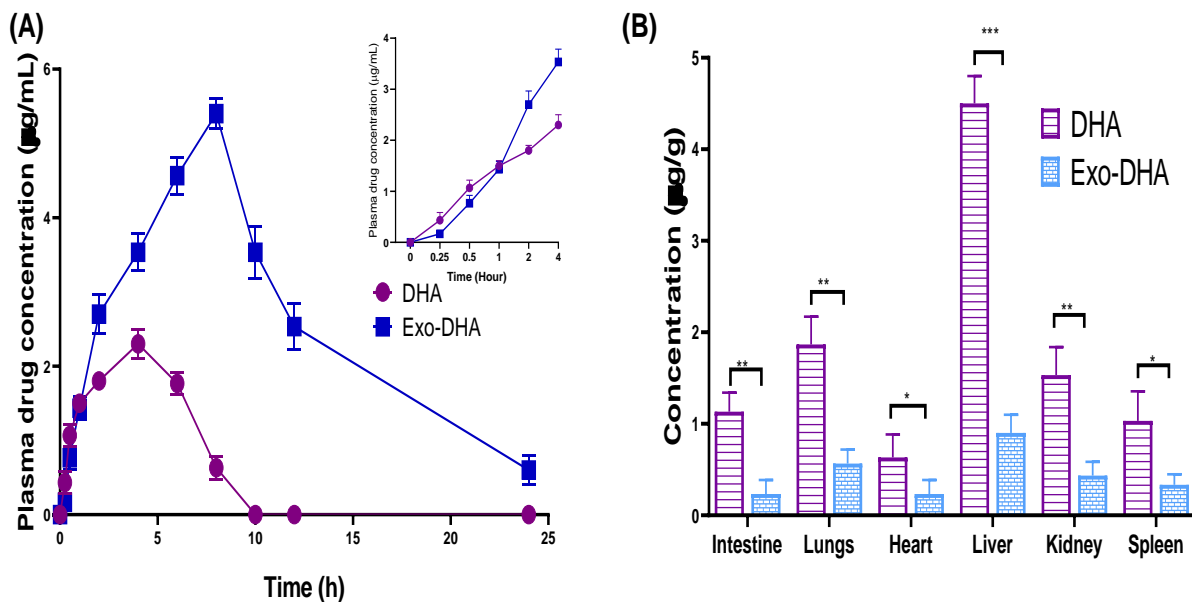 (A)
Plasma drug concentration (µg/mL)
6
4
2
0
0
5
10
15
20
25
Time (h)
Plasma drug concentration (µg/mL)
4
3
2
1
0
0
0.25
0.5
1
2
4
Time (Hour)
DHA
Exo-DHA
(B)
Concentration (µg/g)
5
4
3
2
1
0
**
**
*
***
**
*
DHA
Exo-DHA
Intestine
Lungs
Heart
Liver
Kidney
Spleen